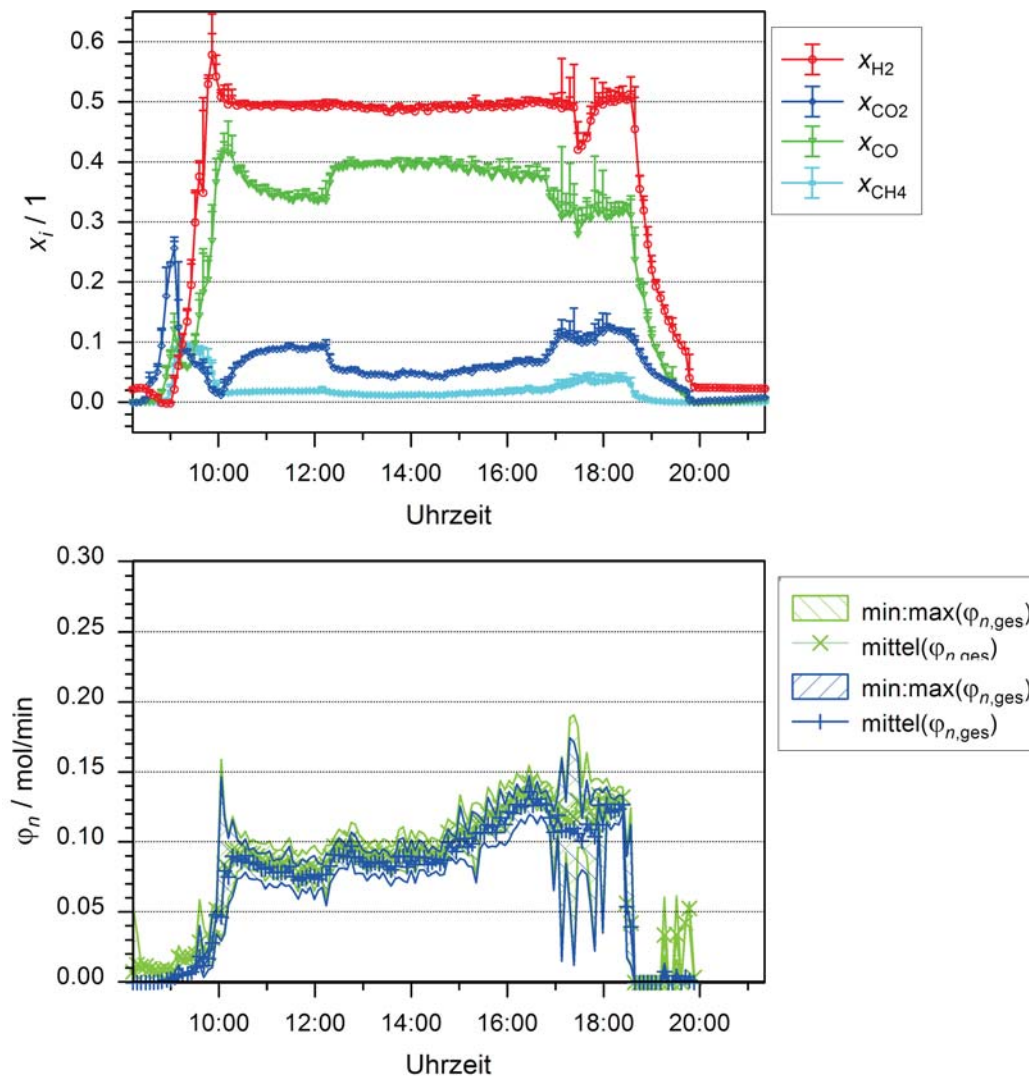 0.6
0.5
0.4
0.3
0.2
0.1
0.0
x_i / 1
10:00 12:00 14:00 16:00 18:00 20:00
Uhrzeit
x_H2
x_CO2
x_CO
x_CH4
0.30
0.25
0.20
0.15
0.10
0.05
0.00
φ_n / mol/min
10:00 12:00 14:00 16:00 18:00 20:00
Uhrzeit
min:max(φ_n,ges)
mittel(φ_n,ges)
min:max(φ_n,ges)
mittel(φ_n,ges)